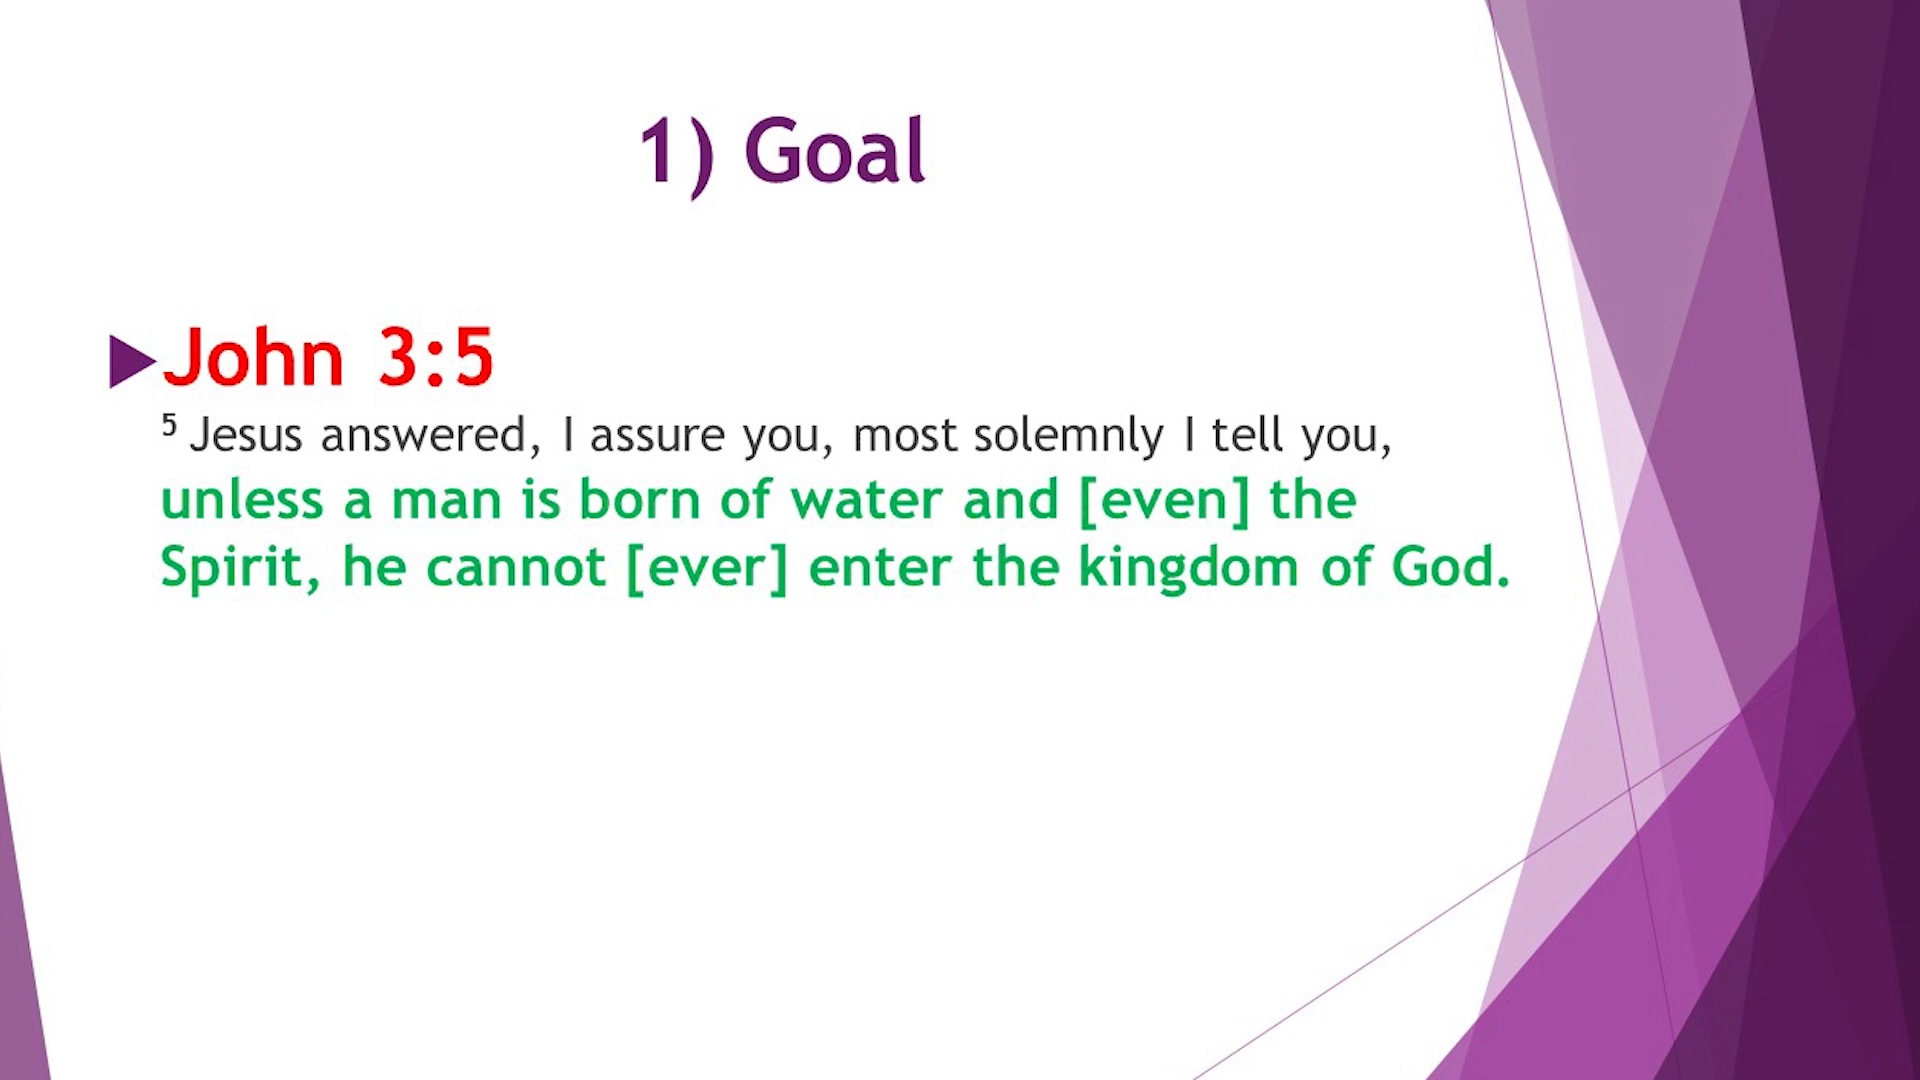 1) Goal
John 3:5
5 Jesus answered, I assure you, most solemnly I tell you,
unless a man is born of water and [even] the
Spirit, he cannot [ever] enter the kingdom of God.